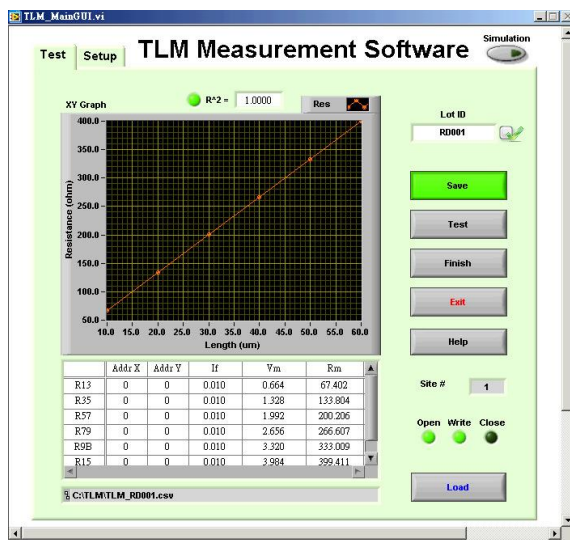 TLM_MainGUI.vi
Test Setup TLM Measurement Software Simulation
XY Graph R^2 = 1.0000 Res
Lot ID
RD001
400.0
350.0
300.0
250.0
200.0
150.0
100.0
50.0
Resistance (ohm)
10.0 15.0 20.0 25.0 30.0 35.0 40.0 45.0 50.0 55.0 60.0
Length (um)
Save
Test
Finish
Exit
Help
Addr X Addr Y If Vm Rm
R13 0 0 0.010 0.664 67.402
R35 0 0 0.010 1.328 133.804
R57 0 0 0.010 1.992 200.206
R79 0 0 0.010 2.656 266.607
R9B 0 0 0.010 3.320 333.009
R15 0 0 0.010 3.984 399.411
Site # 1
Open Write Close
Load
C:\TLM\TLM_RD001.csv